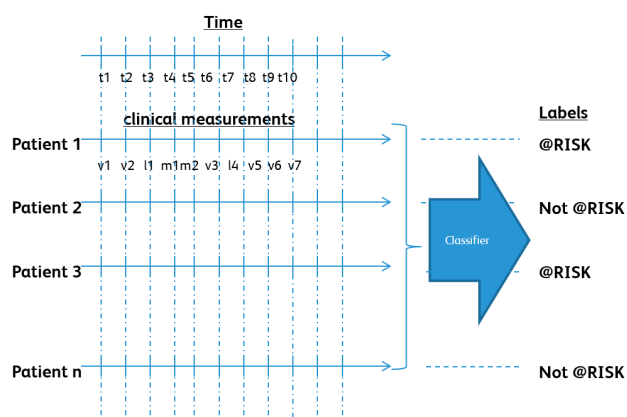 Time
t1 t2 t3 t4 t5 t6 t7 t8 t9 t10
clinical measurements
Labels
Patient 1
@RISK
v1 v2 l1 m1 m2 v3 l4 v5 v6 v7
Patient 2
Not @RISK
Classifier
Patient 3
@RISK
Patient n
Not @RISK